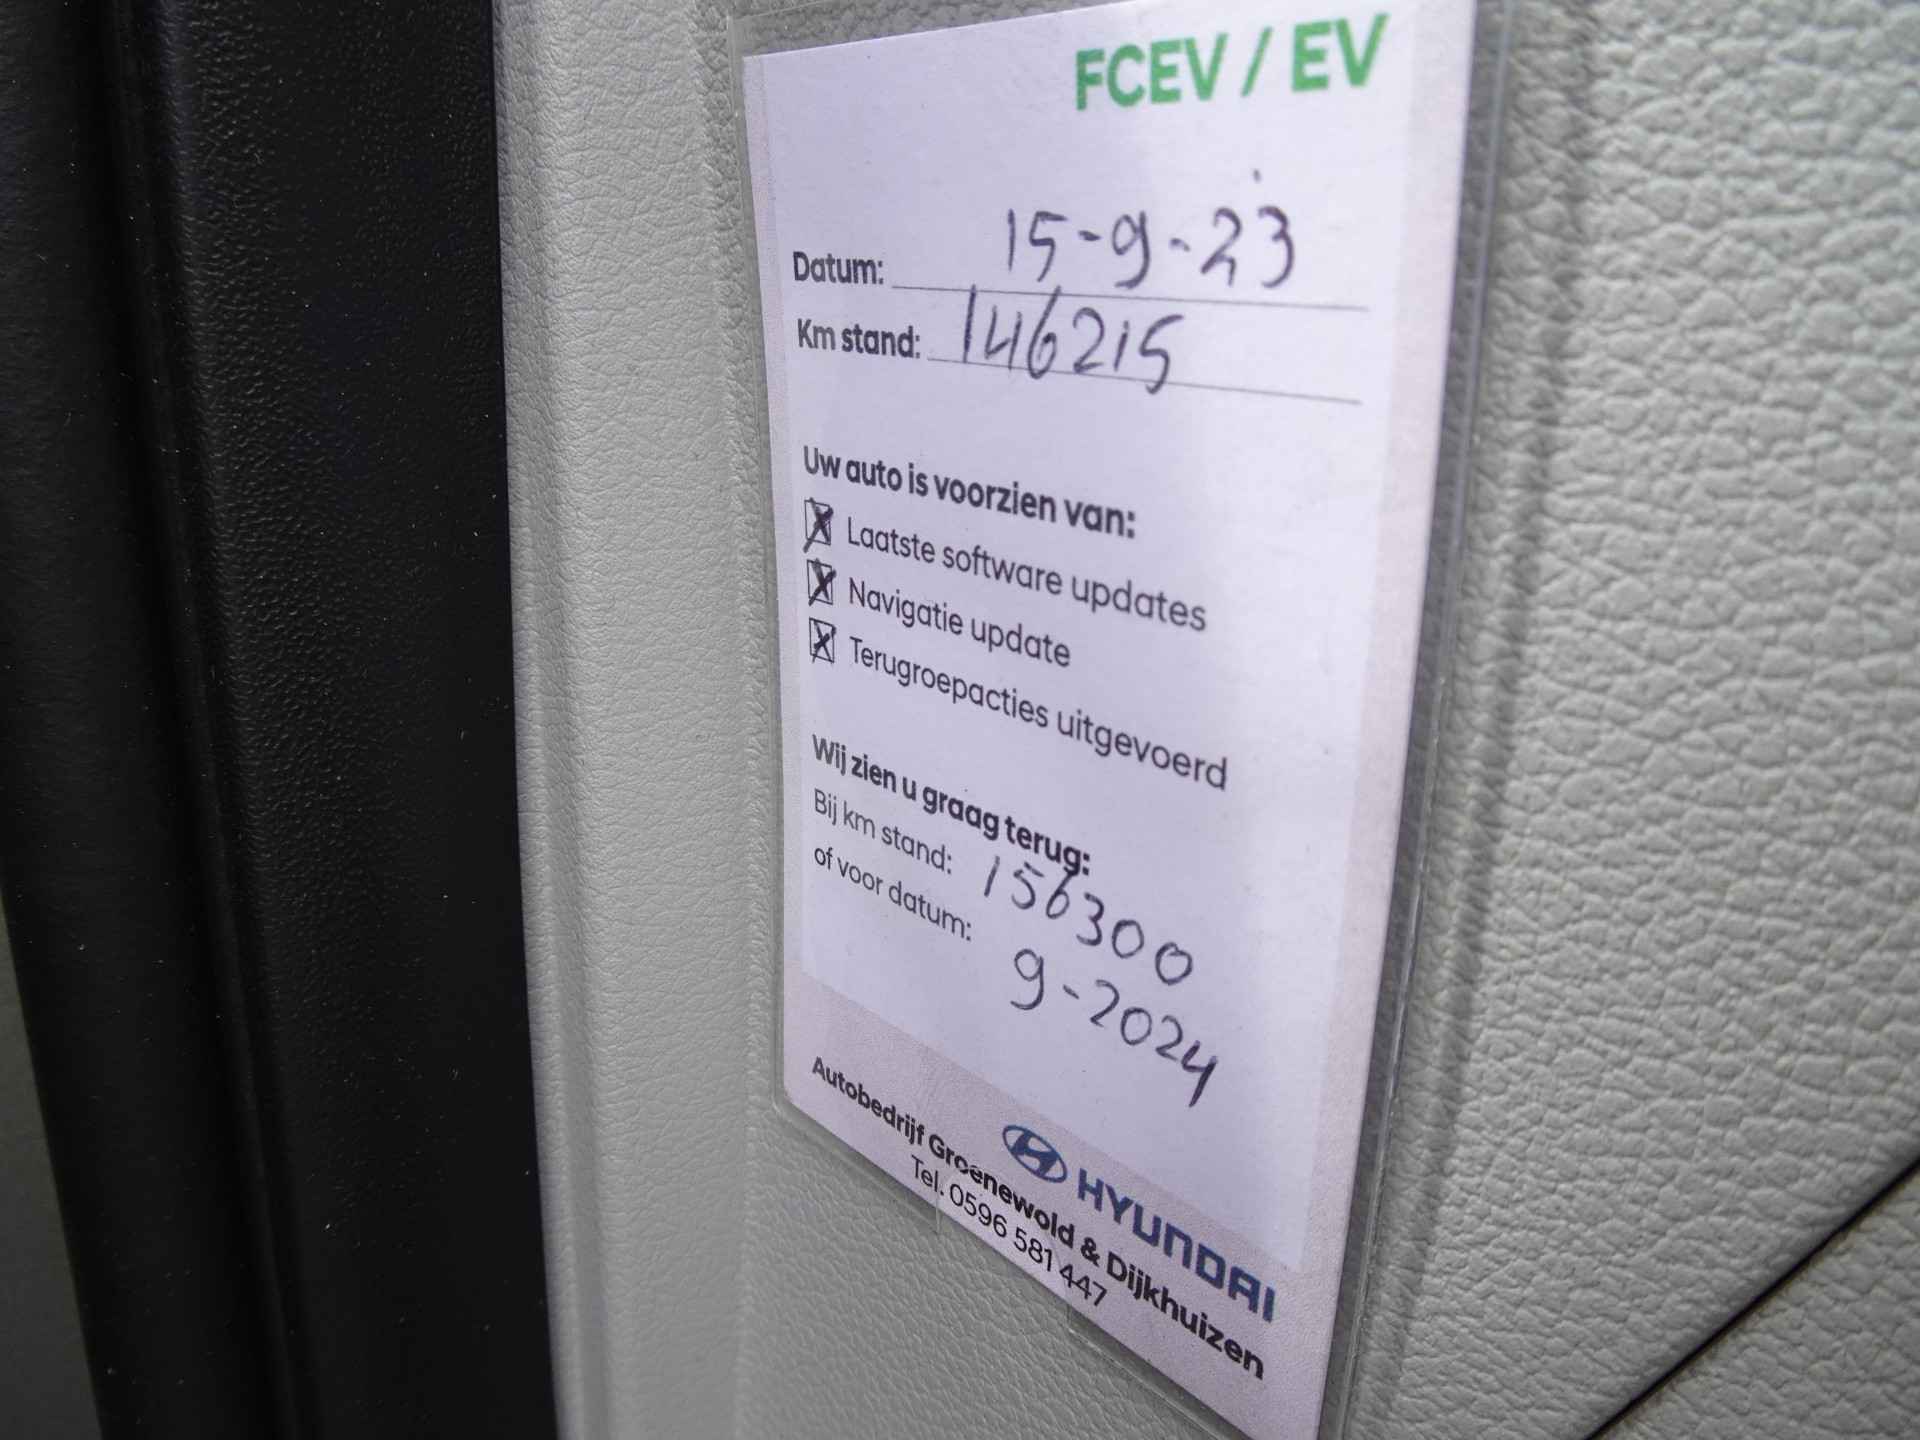 FCEV / EV
Datum: 15-9-23
Km stand: 146215
Uw auto is voorzien van:
Laatste software updates
Navigatie update
Terugroepacties uitgevoerd
Wij zien u graag terug:
Bij km stand: 156300
of voor datum: 9-2024
HYUNDAI
Autobedrijf Groenewold & Dijkhuizen
Tel. 0596 581 447